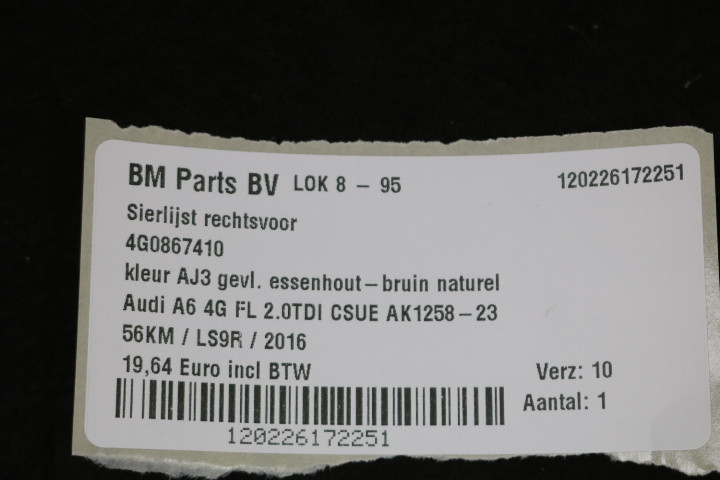 BM Parts BV LOK 8 - 95 120226172251
Sierlijst rechtsvoor
4G0867410
kleur AJ3 gevl. essenhout-bruin naturel
Audi A6 4G FL 2.0TDI CSUE AK1258-23
56KM / LS9R / 2016
19,64 Euro incl BTW Verz: 10
Aantal: 1
120226172251